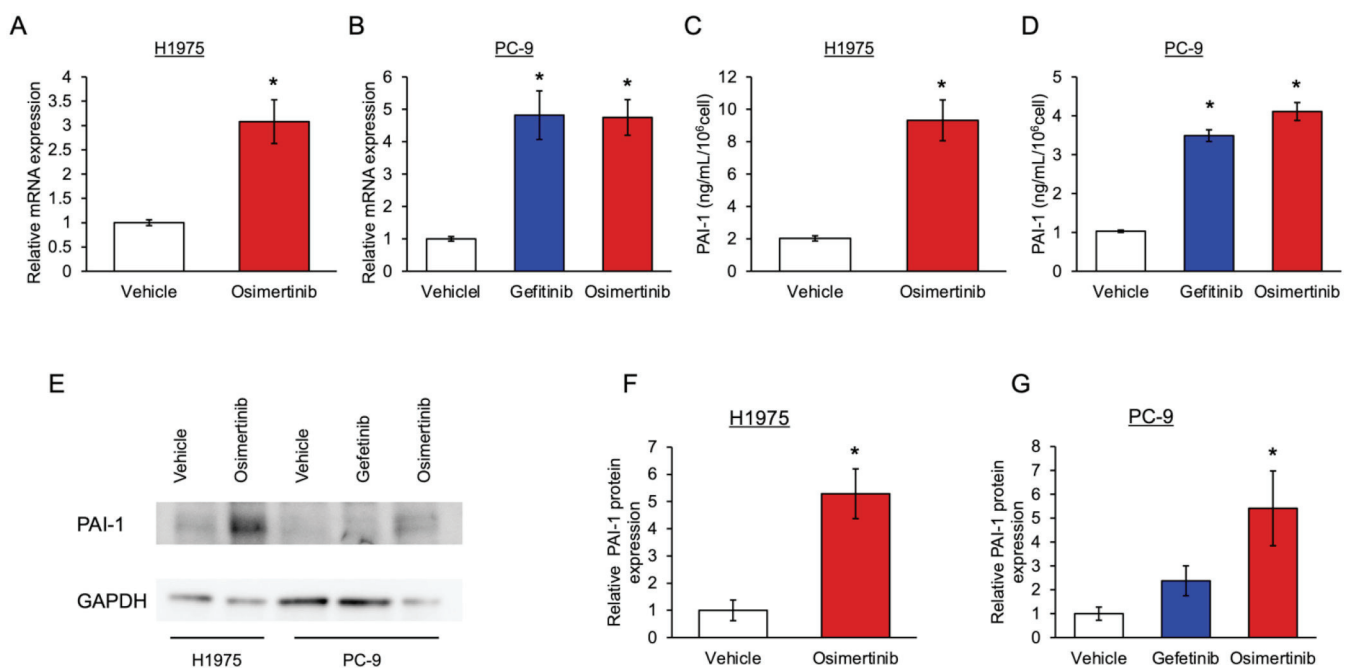 A
H1975
Relative mRNA expression
4
3.5
3
2.5
2
1.5
1
0.5
0
*
Vehicle Osimertinib
B
PC-9
Relative mRNA expression
6
5
4
3
2
1
0
* *
Vehiclel Gefitinib Osimertinib
C
H1975
PAI-1 (ng/mL/10⁶cell)
12
10
8
6
4
2
0
*
Vehicle Osimertinib
D
PC-9
PAI-1 (ng/mL/10⁶cell)
5
4
3
2
1
0
* *
Vehicle Gefitinib Osimertinib
E
Vehicle
Osimertinib
Vehicle
Gefetinib
Osimertinib
PAI-1
GAPDH
H1975 PC-9
F
H1975
Relative PAI-1 protein
expression
7
6
5
4
3
2
1
0
*
Vehicle Osimertinib
G
PC-9
Relative PAI-1 protein
expression
8
7
6
5
4
3
2
1
0
*
Vehicle Gefetinib Osimertinib